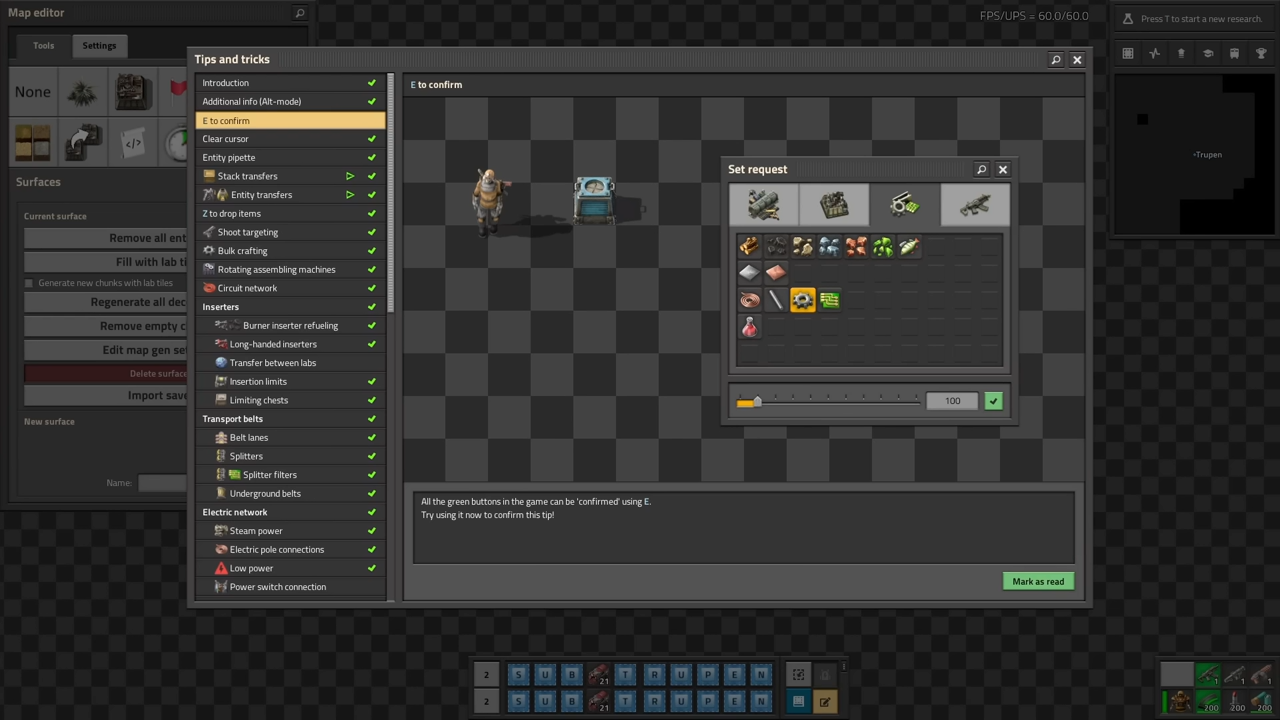 Map editor
FPS/UPS = 60.0/60.0
Press T to start a new research.
Tools
Settings
None
Surfaces
Current surface
Remove all ent
Fill with lab ti
Generate new chunks with lab tiles
Regenerate all dec
Remove empty c
Edit map gen set
Delete surface
Import save
New surface
Name:
Tips and tricks
Introduction
Additional info (Alt-mode)
E to confirm
Clear cursor
Entity pipette
Stack transfers
Entity transfers
Z to drop items
Shoot targeting
Bulk crafting
Rotating assembling machines
Circuit network
Inserters
Burner inserter refueling
Long-handed inserters
Transfer between labs
Insertion limits
Limiting chests
Transport belts
Belt lanes
Splitters
Splitter filters
Underground belts
Electric network
Steam power
Electric pole connections
Low power
Power switch connection
E to confirm
Set request
100
All the green buttons in the game can be 'confirmed' using E.
Try using it now to confirm this tip!
Mark as read
Trupen
2 S U B 21 T R U P E N
2 S U B 21 T R U P E N
1 1 1
200 200 200